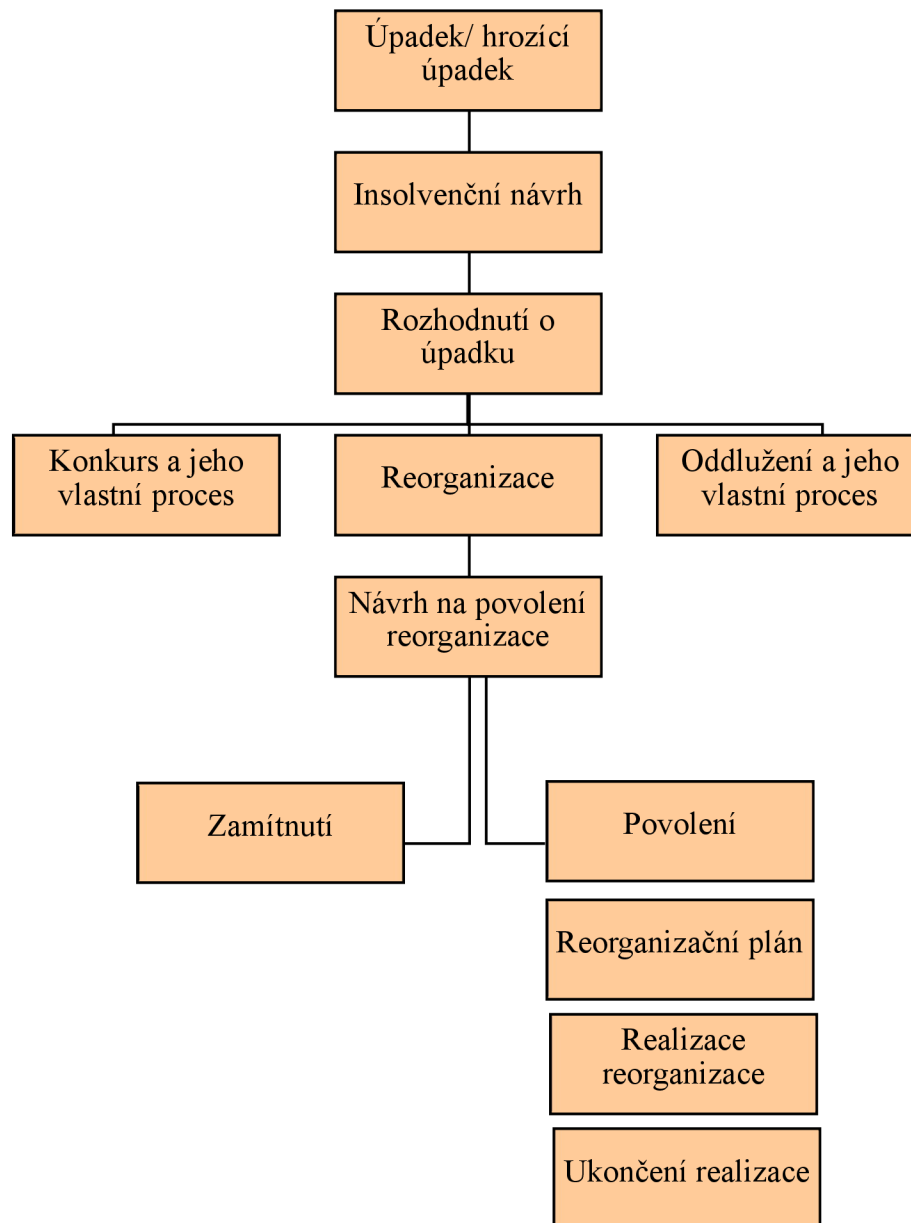 Úpadek/ hrozící
úpadek
Insolvenční návrh
Rozhodnutí o
úpadku
Konkurs a jeho
vlastní proces
Reorganizace
Oddlužení a jeho
vlastní proces
Návrh na povolení
reorganizace
Zamítnutí
Povolení
Reorganizační plán
Realizace
reorganizace
Ukončení realizace